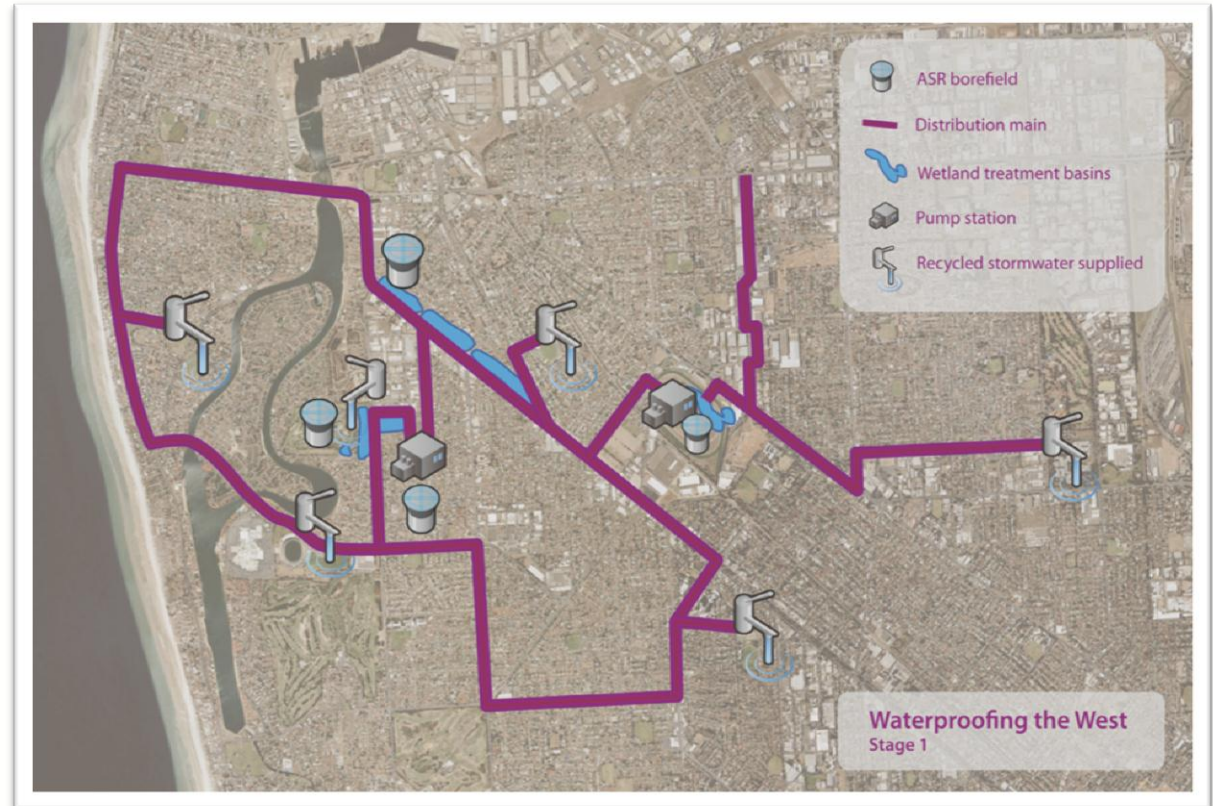 ASR borefield
Distribution main
Wetland treatment basins
Pump station
Recycled stormwater supplied
Waterproofing the West
Stage 1